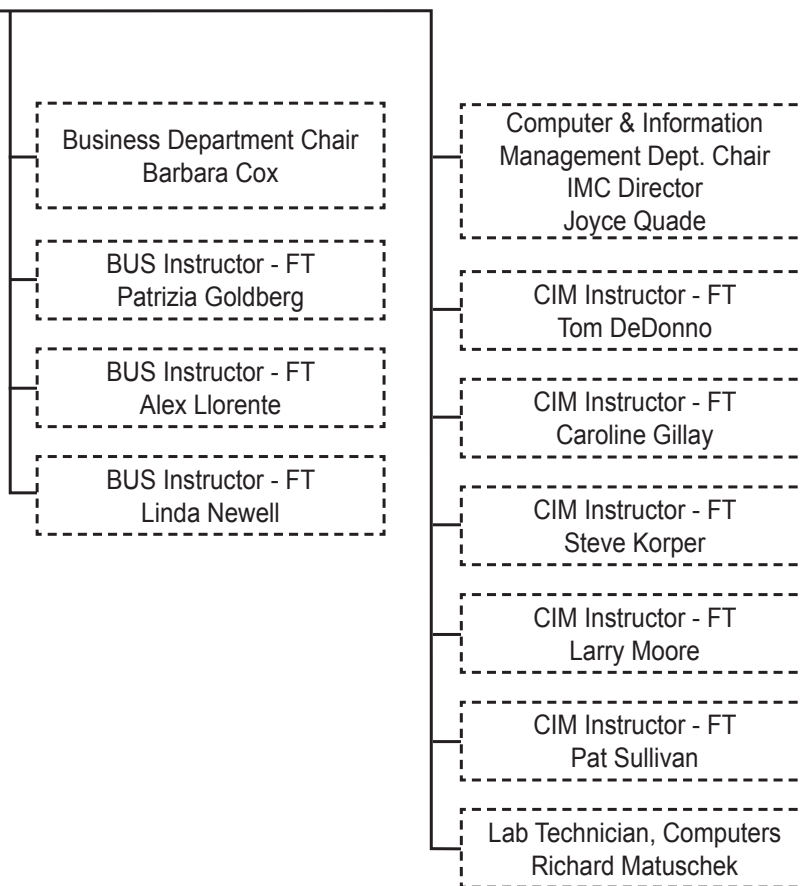 Business Department Chair
Barbara Cox
BUS Instructor - FT
Patrizia Goldberg
BUS Instructor - FT
Alex Llorente
BUS Instructor - FT
Linda Newell
Computer & Information
Management Dept. Chair
IMC Director
Joyce Quade
CIM Instructor - FT
Tom DeDonno
CIM Instructor - FT
Caroline Gillay
CIM Instructor - FT
Steve Korper
CIM Instructor - FT
Larry Moore
CIM Instructor - FT
Pat Sullivan
Lab Technician, Computers
Richard Matuschek